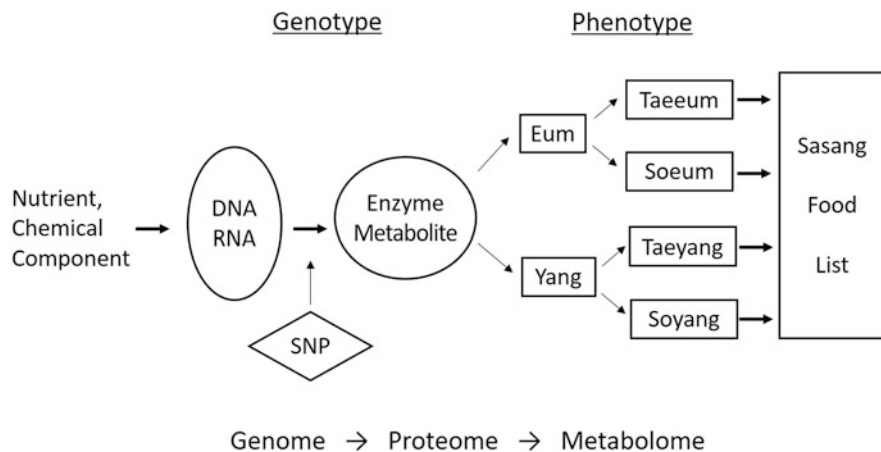 Genotype
Phenotype
Nutrient,
Chemical
Component
DNA
RNA
SNP
Enzyme
Metabolite
Eum
Yang
Taeeum
Soeum
Taeyang
Soyang
Sasang
Food
List
Genome → Proteome → Metabolome